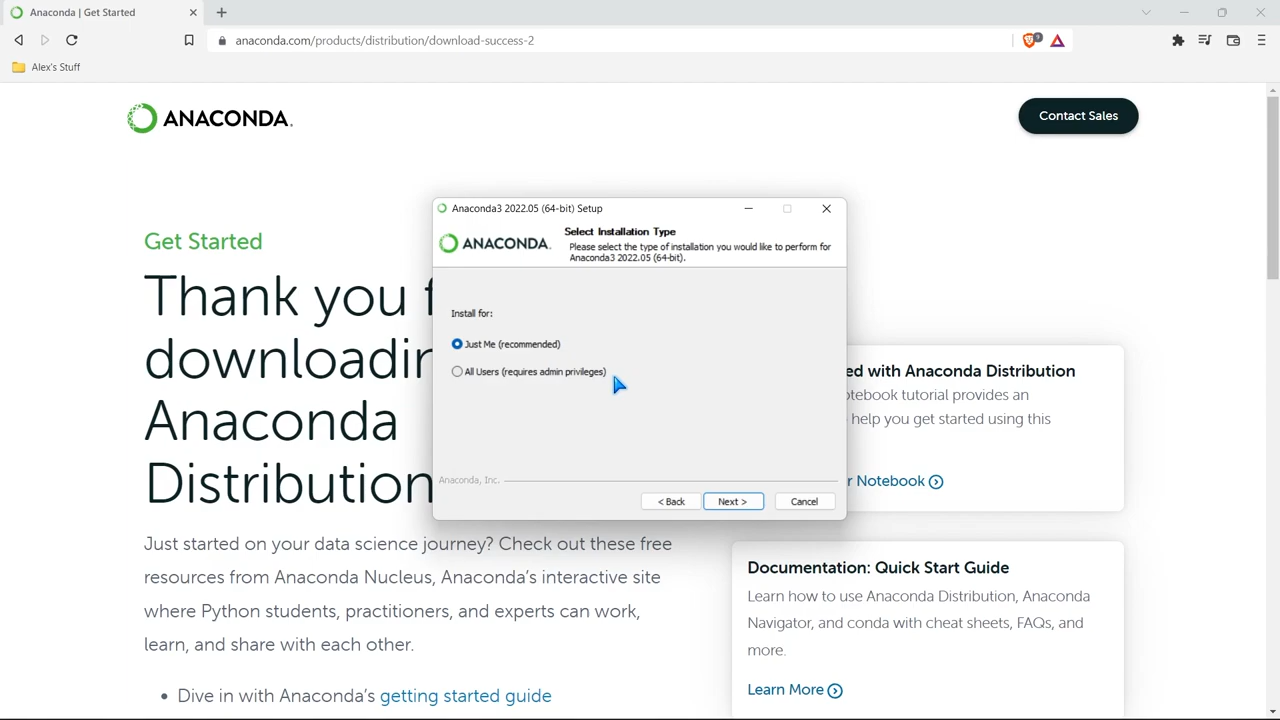 Anaconda | Get Started
anaconda.com/products/distribution/download-success-2
9
Alex's Stuff
ANACONDA.
Contact Sales
Get Started
Thank you f
downloadin
Anaconda
Distribution
Just started on your data science journey? Check out these free
resources from Anaconda Nucleus, Anaconda's interactive site
where Python students, practitioners, and experts can work,
learn, and share with each other.
• Dive in with Anaconda's getting started guide
Anaconda3 2022.05 (64-bit) Setup
ANACONDA.
Select Installation Type
Please select the type of installation you would like to perform for
Anaconda3 2022.05 (64-bit).
Install for:
Just Me (recommended)
All Users (requires admin privileges)
Anaconda, Inc.
< Back
Next >
Cancel
ed with Anaconda Distribution
otebook tutorial provides an
help you get started using this
r Notebook
Documentation: Quick Start Guide
Learn how to use Anaconda Distribution, Anaconda
Navigator, and conda with cheat sheets, FAQs, and
more.
Learn More